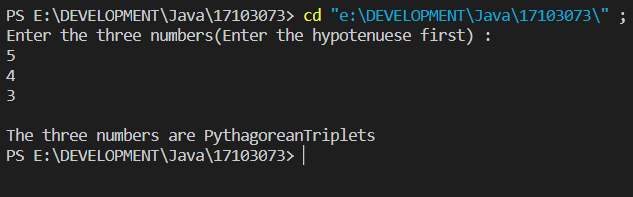 PS E:\DEVELOPMENT\Java\17103073> cd "e:\DEVELOPMENT\Java\17103073\" ;
Enter the three numbers(Enter the hypotenuese first) :
5
4
3
The three numbers are PythagoreanTriplets
PS E:\DEVELOPMENT\Java\17103073>